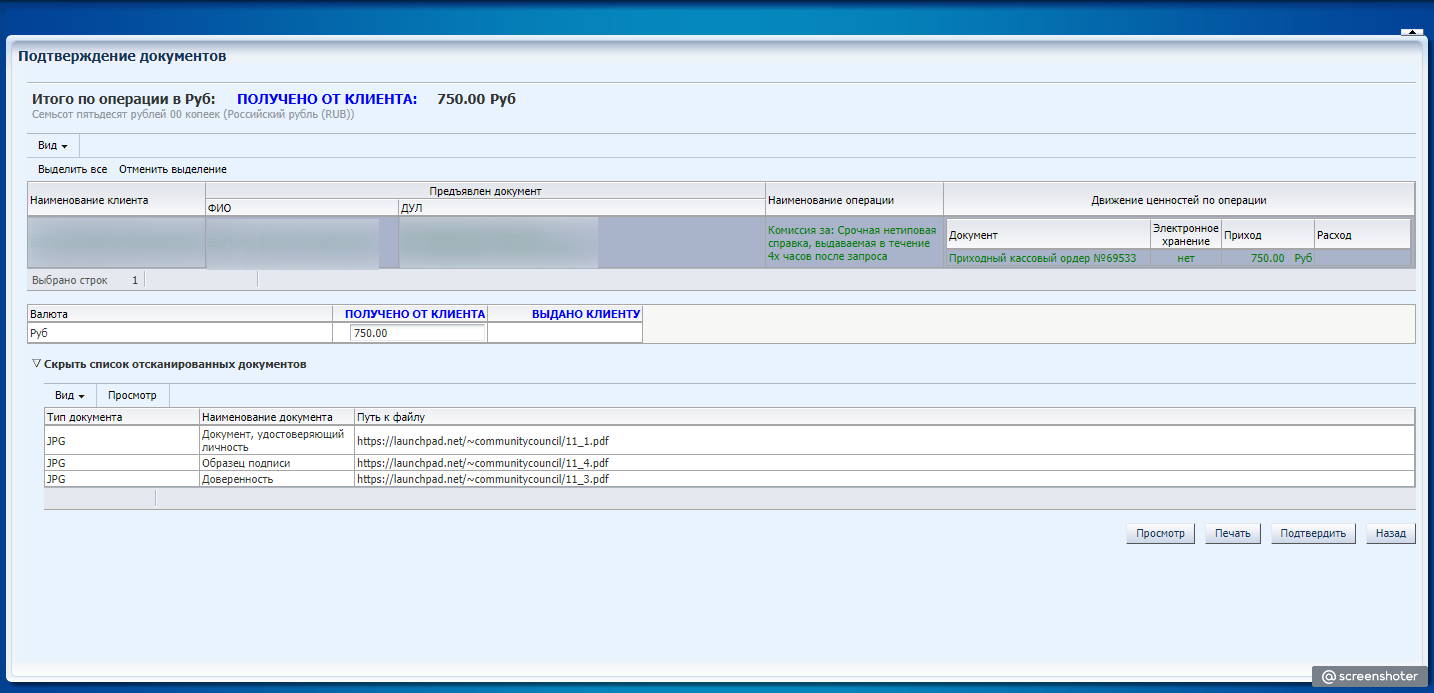 Подтверждение документов
Итого по операции в Руб: ПОЛУЧЕНО ОТ КЛИЕНТА: 750.00 Руб
Семьсот пятьдесят рублей 00 копеек (Российский рубль (RUB))
Вид
Выделить все Отменить выделение
Наименование клиента
Предъявлен документ
ФИО
ДУЛ
Наименование операции
Движение ценностей по операции
Комиссия за: Срочная нетиповая
справка, выдаваемая в течение
4х часов после запроса
Документ
Электронное
хранение
Приход
Расход
Приходный кассовый ордер №69533 нет 750.00 Руб
Выбрано строк 1
Валюта ПОЛУЧЕНО ОТ КЛИЕНТА ВЫДАНО КЛИЕНТУ
Руб 750.00
Скрыть список отсканированных документов
Вид Просмотр
Тип документа Наименование документа Путь к файлу
JPG
Документ, удостоверяющий
личность
https://launchpad.net/~communitycouncil/11_1.pdf
JPG Образец подписи https://launchpad.net/~communitycouncil/11_4.pdf
JPG Доверенность https://launchpad.net/~communitycouncil/11_3.pdf
Просмотр Печать Подтвердить Назад
@screenshoter